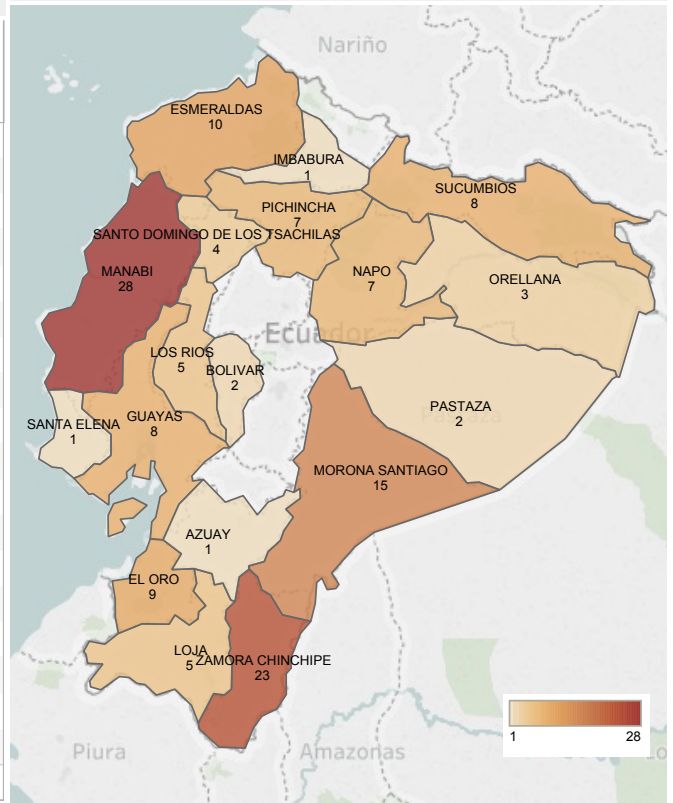 Nariño
ESMERALDAS
10
IMBABURA
1
SUCUMBIOS
8
PICHINCHA
7
SANTO DOMINGO DE LOS TSACHILAS
4
MANABI
28
NAPO
7
ORELLANA
3
Ecuador
LOS RIOS
5
BOLIVAR
2
PASTAZA
2
Pastaza
SANTA ELENA
1
GUAYAS
8
MORONA SANTIAGO
15
AZUAY
1
EL ORO
9
LOJA
5
ZAMORA CHINCHIPE
23
1
28
Piura
Amazonas